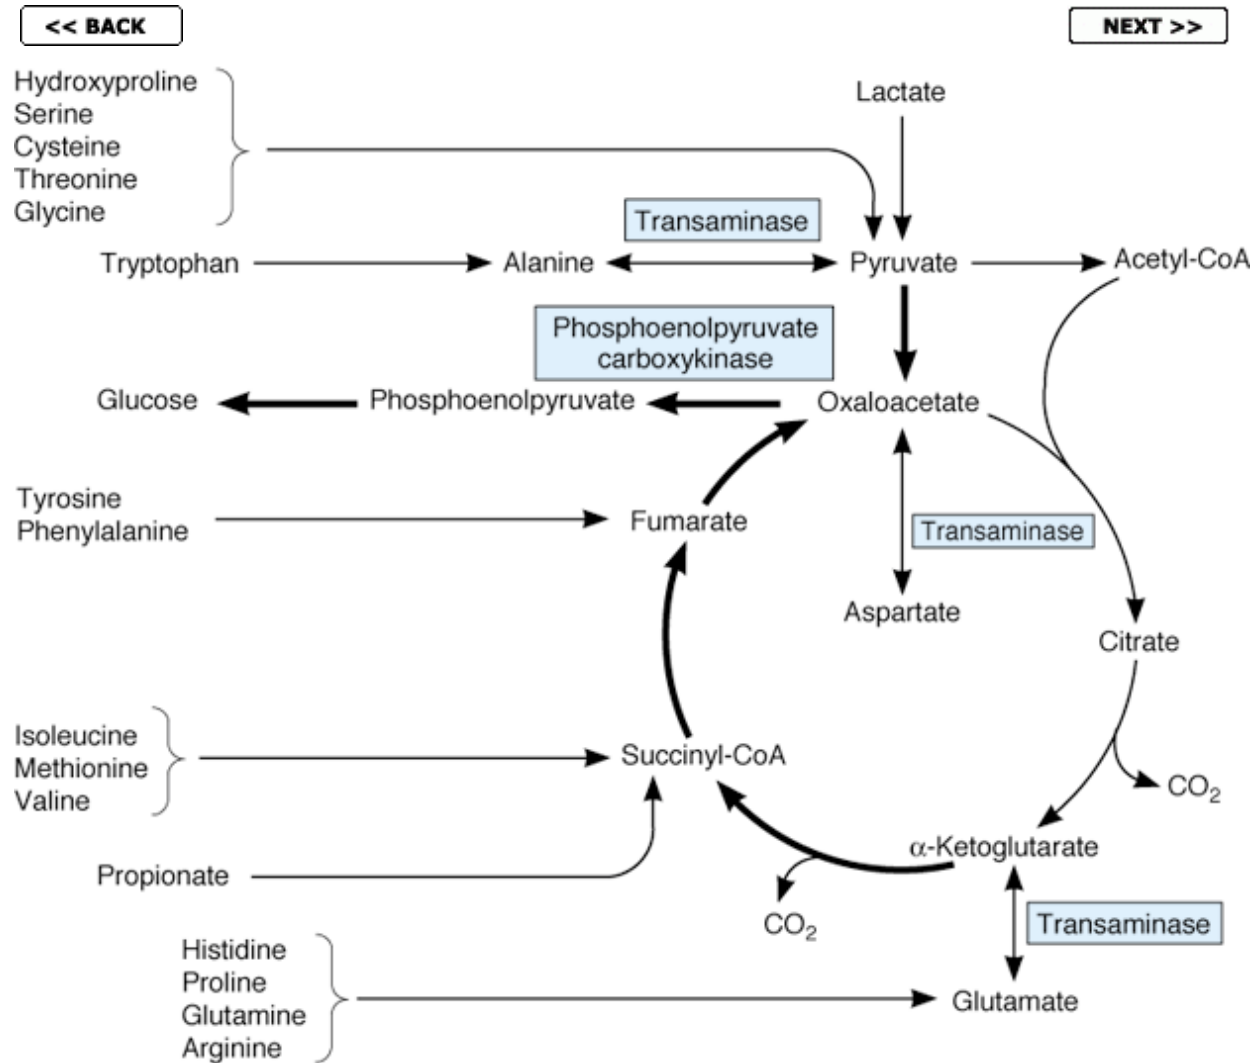 << BACK
NEXT >>
Hydroxyproline
Serine
Cysteine
Threonine
Glycine
Lactate
Transaminase
Tryptophan
Alanine
Pyruvate
Acetyl-CoA
Phosphoenolpyruvate
carboxykinase
Glucose
Phosphoenolpyruvate
Oxaloacetate
Tyrosine
Phenylalanine
Fumarate
Transaminase
Aspartate
Citrate
Isoleucine
Methionine
Valine
Succinyl-CoA
CO₂
α-Ketoglutarate
Propionate
CO₂
Transaminase
Histidine
Proline
Glutamine
Arginine
Glutamate